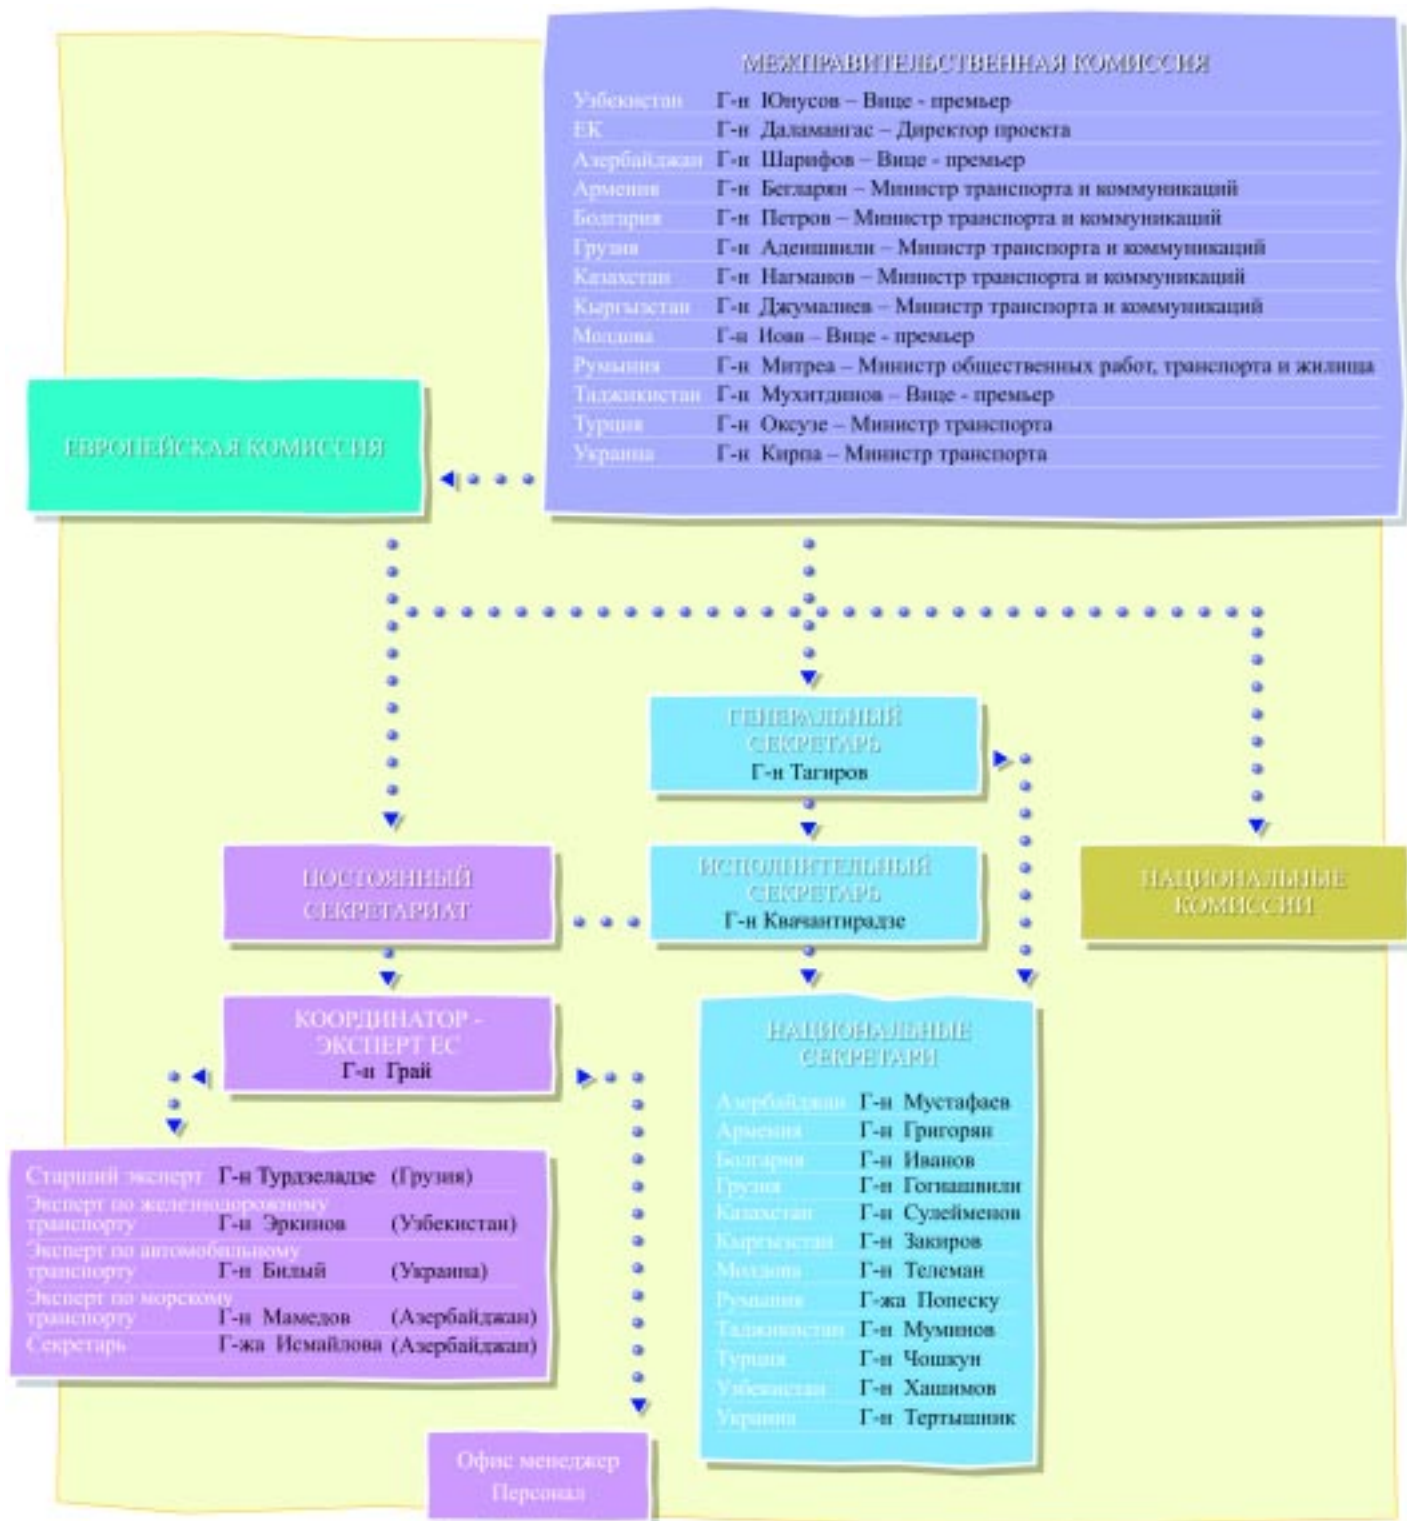 МЕЖПРАВИТЕЛЬСТВЕННАЯ КОМИССИЯ
Узбекистан Г-н Юнусов – Вице - премьер
ЕК Г-н Даламангас – Директор проекта
Азербайджан Г-н Шарифов – Вице - премьер
Армения Г-н Бегларян – Министр транспорта и коммуникаций
Болгария Г-н Петров – Министр транспорта и коммуникаций
Грузия Г-н Адеишвили – Министр транспорта и коммуникаций
Казахстан Г-н Нагманов – Министр транспорта и коммуникаций
Кыргызстан Г-н Джумалиев – Министр транспорта и коммуникаций
Молдова Г-н Иовв – Вице - премьер
Румыния Г-н Митреа – Министр общественных работ, транспорта и жилища
Таджикистан Г-н Мухитдинов – Вице - премьер
Турция Г-н Оксузе – Министр транспорта
Украина Г-н Кирпа – Министр транспорта
ЕВРОПЕЙСКАЯ КОМИССИЯ
ГЕНЕРАЛЬНЫЙ
СЕКРЕТАРЬ
Г-н Тагиров
ПОСТОЯННЫЙ
СЕКРЕТАРИАТ
ИСПОЛНИТЕЛЬНЫЙ
СЕКРЕТАРЬ
Г-н Квачантирадзе
НАЦИОНАЛЬНЫЕ
КОМИССИИ
КООРДИНАТОР -
ЭКСПЕРТ ЕС
Г-н Грай
Старший эксперт Г-н Турдзеладзе (Грузия)
Эксперт по железнодорожному
транспорту Г-н Эркинов (Узбекистан)
Эксперт по автомобильному
транспорту Г-н Билый (Украина)
Эксперт по морскому
транспорту Г-н Мамедов (Азербайджан)
Секретарь Г-жа Исмайлова (Азербайджан)
Офис менеджер
Персонал
НАЦИОНАЛЬНЫЕ
СЕКРЕТАРИ
Азербайджан Г-н Мустафаев
Армения Г-н Григорян
Болгария Г-н Иванов
Грузия Г-н Гогиашвили
Казахстан Г-н Сулейменов
Кыргызстан Г-н Закиров
Молдова Г-н Телеман
Румыния Г-жа Попеску
Таджикистан Г-н Муминов
Турция Г-н Чошкун
Узбекистан Г-н Хашимов
Украина Г-н Тертышник